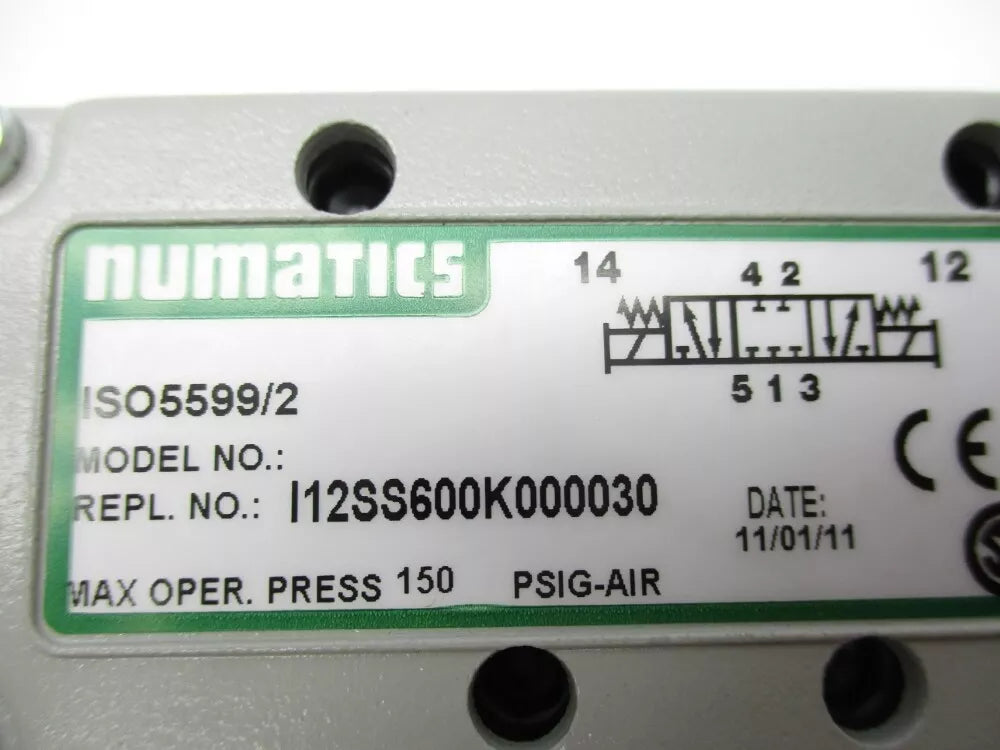 numatics
14 4 2 12
5 1 3
ISO5599/2
MODEL NO.:
REPL. NO.: I12SS600K000030
DATE:
11/01/11
CE
MAX OPER. PRESS 150 PSIG-AIR